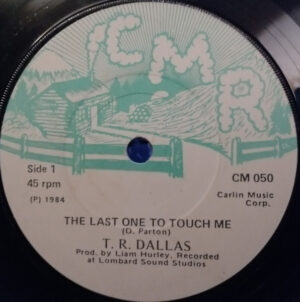 CMR
Side 1
45 rpm
(P) 1984
CM 050
Carlin Music
Corp.
THE LAST ONE TO TOUCH ME
(D. Parton)
T. R. DALLAS
Prod. by Liam Hurley, Recorded
at Lombard Sound Studios